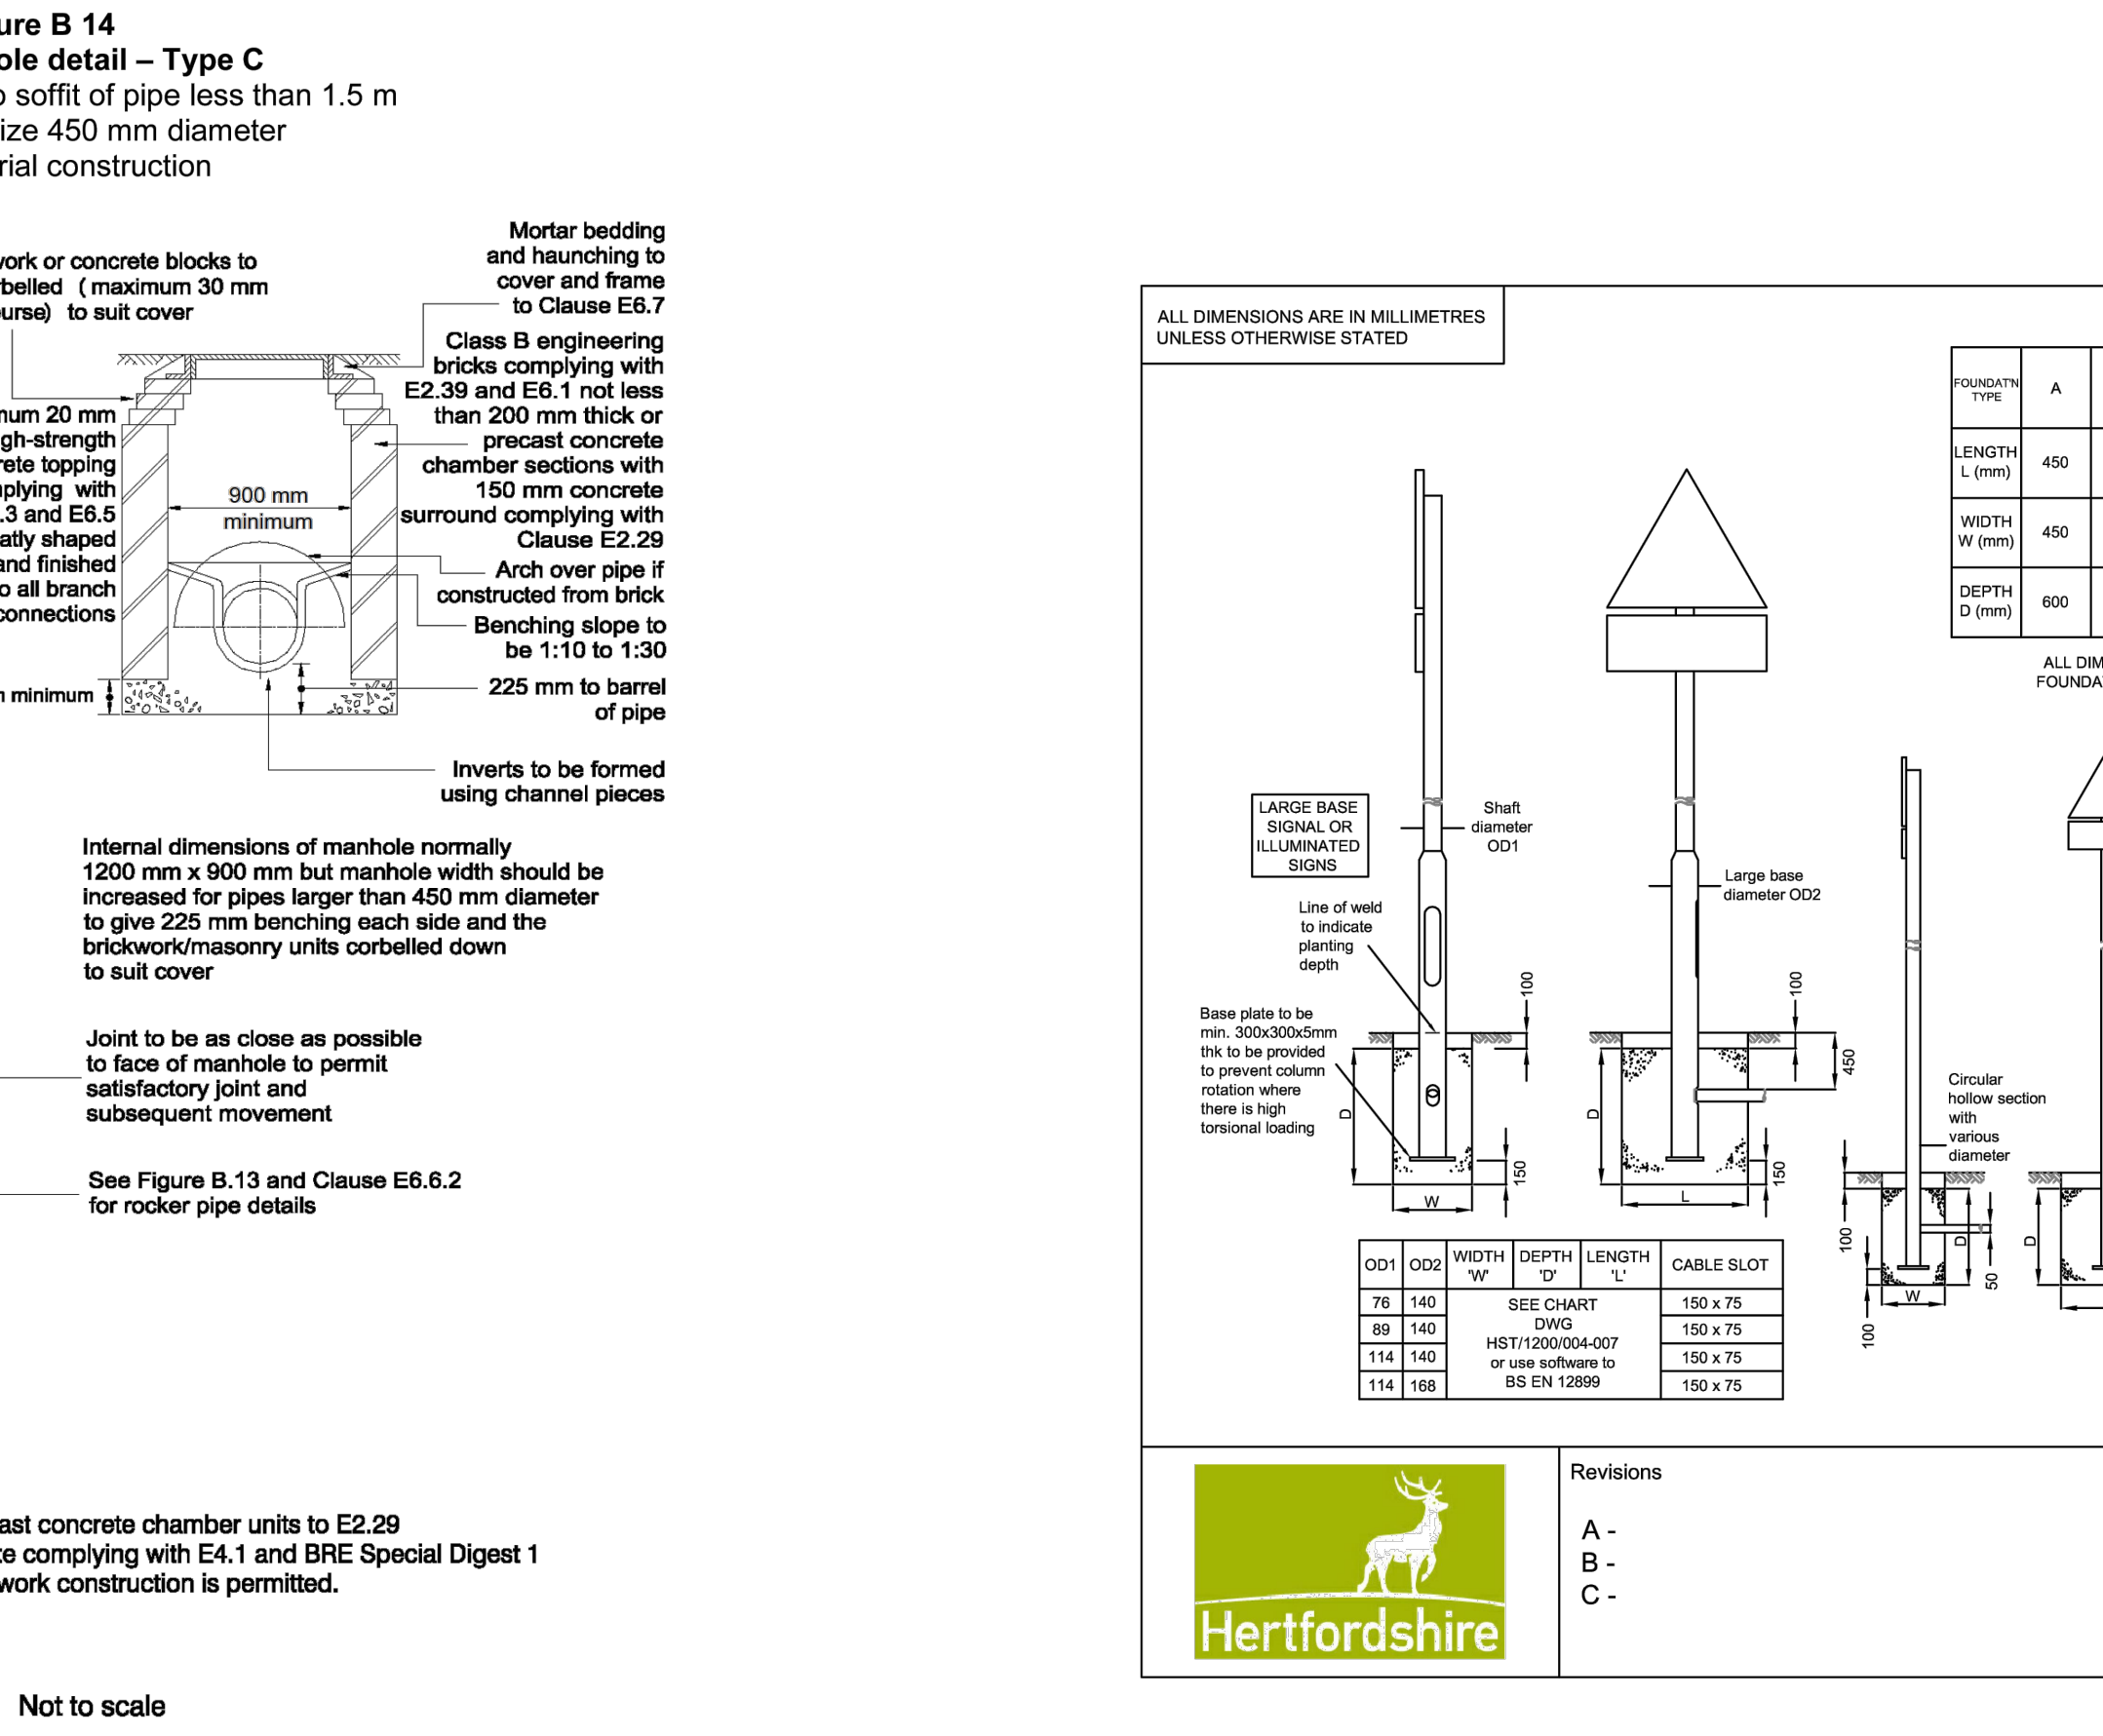 ure B 14
ole detail – Type C
o soffit of pipe less than 1.5 m
ize 450 mm diameter
rial construction
work or concrete blocks to
rbelled ( maximum 30 mm
urse) to suit cover
Mortar bedding
and haunching to
cover and frame
to Clause E6.7
Class B engineering
bricks complying with
E2.39 and E6.1 not less
than 200 mm thick or
precast concrete
chamber sections with
150 mm concrete
surround complying with
Clause E2.29
num 20 mm
gh-strength
rete topping
plying with
.3 and E6.5
atly shaped
and finished
o all branch
connections
900 mm
minimum
Arch over pipe if
constructed from brick
Benching slope to
be 1:10 to 1:30
225 mm to barrel
of pipe
minimum
Inverts to be formed
using channel pieces
Internal dimensions of manhole normally
1200 mm x 900 mm but manhole width should be
increased for pipes larger than 450 mm diameter
to give 225 mm benching each side and the
brickwork/masonry units corbelled down
to suit cover
Joint to be as close as possible
to face of manhole to permit
satisfactory joint and
subsequent movement
See Figure B.13 and Clause E6.6.2
for rocker pipe details
ast concrete chamber units to E2.29
te complying with E4.1 and BRE Special Digest 1
work construction is permitted.
Not to scale
ALL DIMENSIONS ARE IN MILLIMETRES
UNLESS OTHERWISE STATED
FOUNDAT'N
TYPE
A
LENGTH
L (mm)
450
WIDTH
W (mm)
450
DEPTH
D (mm)
600
ALL DIM
FOUNDA
LARGE BASE
SIGNAL OR
ILLUMINATED
SIGNS
Shaft
diameter
OD1
Large base
diameter OD2
Line of weld
to indicate
planting
depth
Base plate to be
min. 300x300x5mm
thk to be provided
to prevent column
rotation where
there is high
torsional loading
100
D
150
W
100
450
D
150
L
Circular
hollow section
with
various
diameter
100
D
50
W
100
D
OD1 OD2 WIDTH 'W' DEPTH 'D' LENGTH 'L' CABLE SLOT
76 140 150 x 75
89 140 150 x 75
114 140 150 x 75
114 168 150 x 75
SEE CHART
DWG
HST/1200/004-007
or use software to
BS EN 12899
Hertfordshire
Revisions
A -
B -
C -